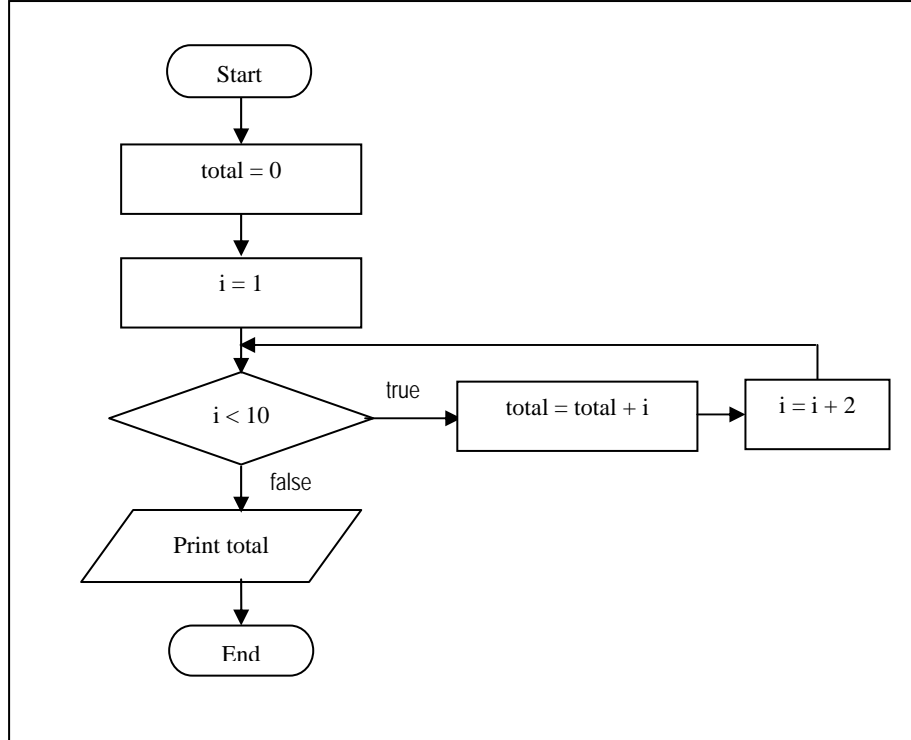 Start
total = 0
i = 1
i < 10
true
total = total + i
i = i + 2
false
Print total
End